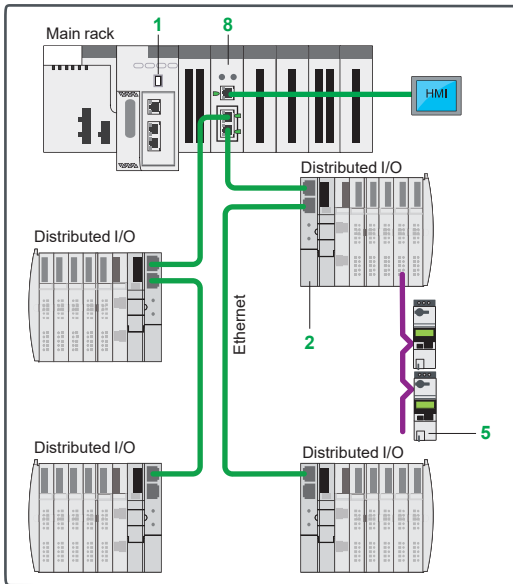 Main rack
1
8
HMI
Distributed I/O
Distributed I/O
Ethernet
2
5
Distributed I/O
Distributed I/O